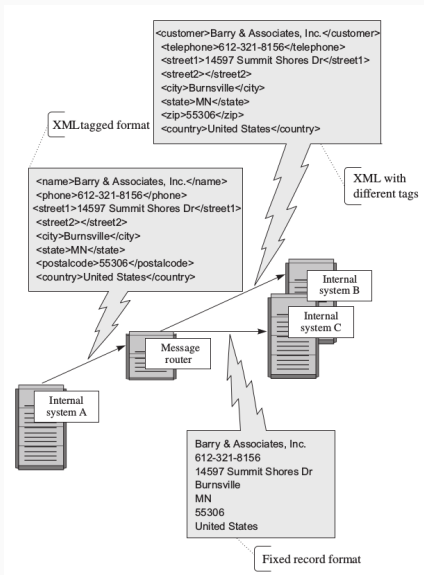 <customer>Barry & Associates, Inc.</customer>
<telephone>612-321-8156</telephone>
<street1>14597 Summit Shores Dr</street1>
<street2></street2>
<city>Burnsville</city>
<state>MN</state>
<zip>55306</zip>
<country>United States</country>
XML tagged format
XML with
different tags
<name>Barry & Associates, Inc.</name>
<phone>612-321-8156</phone>
<street1>14597 Summit Shores Dr</street1>
<street2></street2>
<city>Burnsville</city>
<state>MN</state>
<postalcode>55306</postalcode>
<country>United States</country>
Internal
system B
Internal
system C
Message
router
Internal
system A
Barry & Associates, Inc.
612-321-8156
14597 Summit Shores Dr
Burnsville
MN
55306
United States
Fixed record format